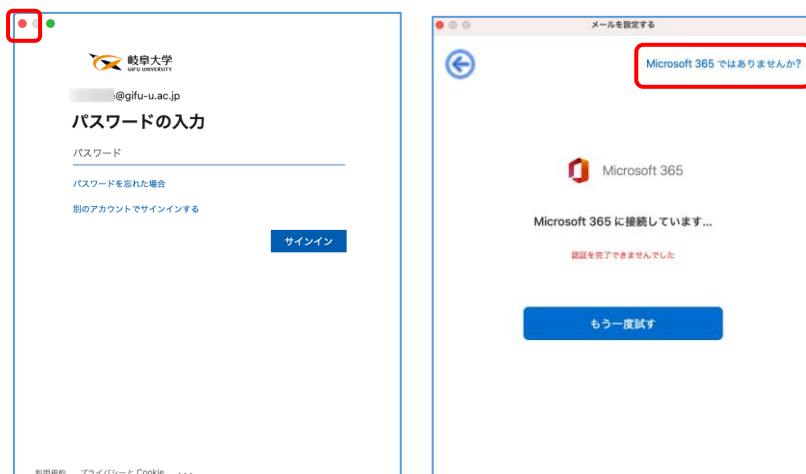 岐阜大学
GIFU UNIVERSITY
@gifu-u.ac.jp
パスワードの入力
パスワード
パスワードを忘れた場合
別のアカウントでサインインする
サインイン
利用規約 プライバシーと Cookie ...
メールを設定する
Microsoft 365 ではありませんか?
Microsoft 365
Microsoft 365 に接続しています...
認証を完了できませんでした
もう一度試す